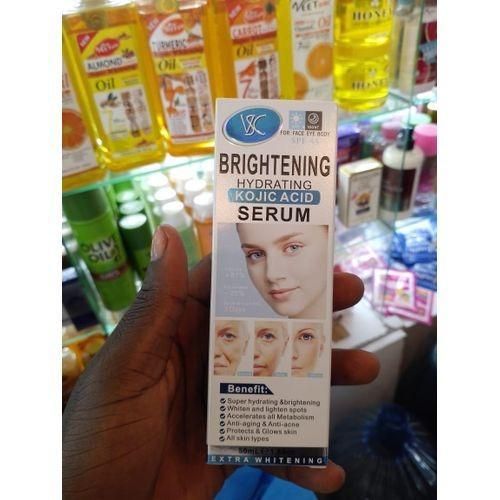 ALMOND
Oil
TURMERIC
Oil
CARROT
Oil
HONEY
OLIVE
OIL
VSC
NIGHT
FOR FACE EYE BODY
BRIGHTENING
HYDRATING
KOJIC ACID
SERUM
Benefit:
Super hydrating &brightening
Whiten and lighten spots
Accelerates all Metabolism
Anti-aging & Anti-acne
Protects & Glows skin
All skin types
EXTRA WHITENING